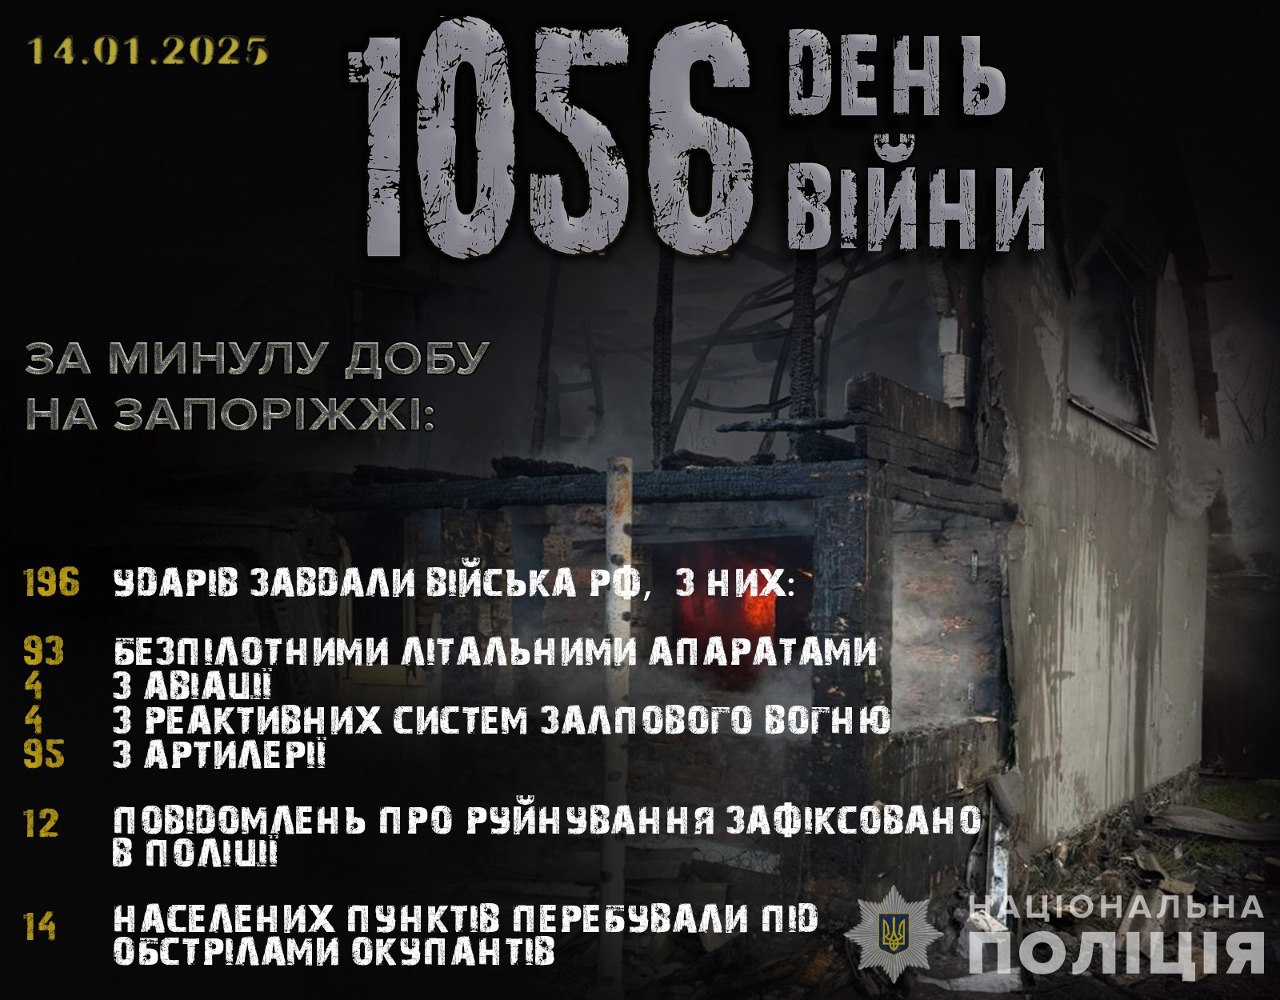 14.01.2025
1056 ДЕНЬ
ВІЙНИ
ЗА МИНУЛУ ДОБУ
НА ЗАПОРІЖЖІ:
196 УДАРІВ ЗАВДАЛИ ВІЙСЬКА РФ, З НИХ:
93 БЕЗПІЛОТНИМИ ЛІТАЛЬНИМИ АПАРАТАМИ
4 З АВІАЦІЇ
4 З РЕАКТИВНИХ СИСТЕМ ЗАЛПОВОГО ВОГНЮ
95 З АРТИЛЕРІЇ
12 ПОВІДОМЛЕНЬ ПРО РУЙНУВАННЯ ЗАФІКСОВАНО
В ПОЛІЦІЇ
14 НАСЕЛЕНИХ ПУНКТІВ ПЕРЕБУВАЛИ ПІД
ОБСТРІЛАМИ ОКУПАНТІВ
НАЦІОНАЛЬНА
ПОЛІЦІЯ